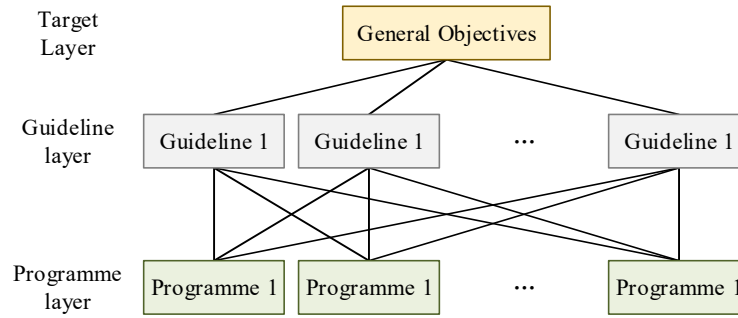 Target
Layer
General Objectives
Guideline
layer
Guideline 1
Guideline 1
...
Guideline 1
Programme
layer
Programme 1
Programme 1
...
Programme 1